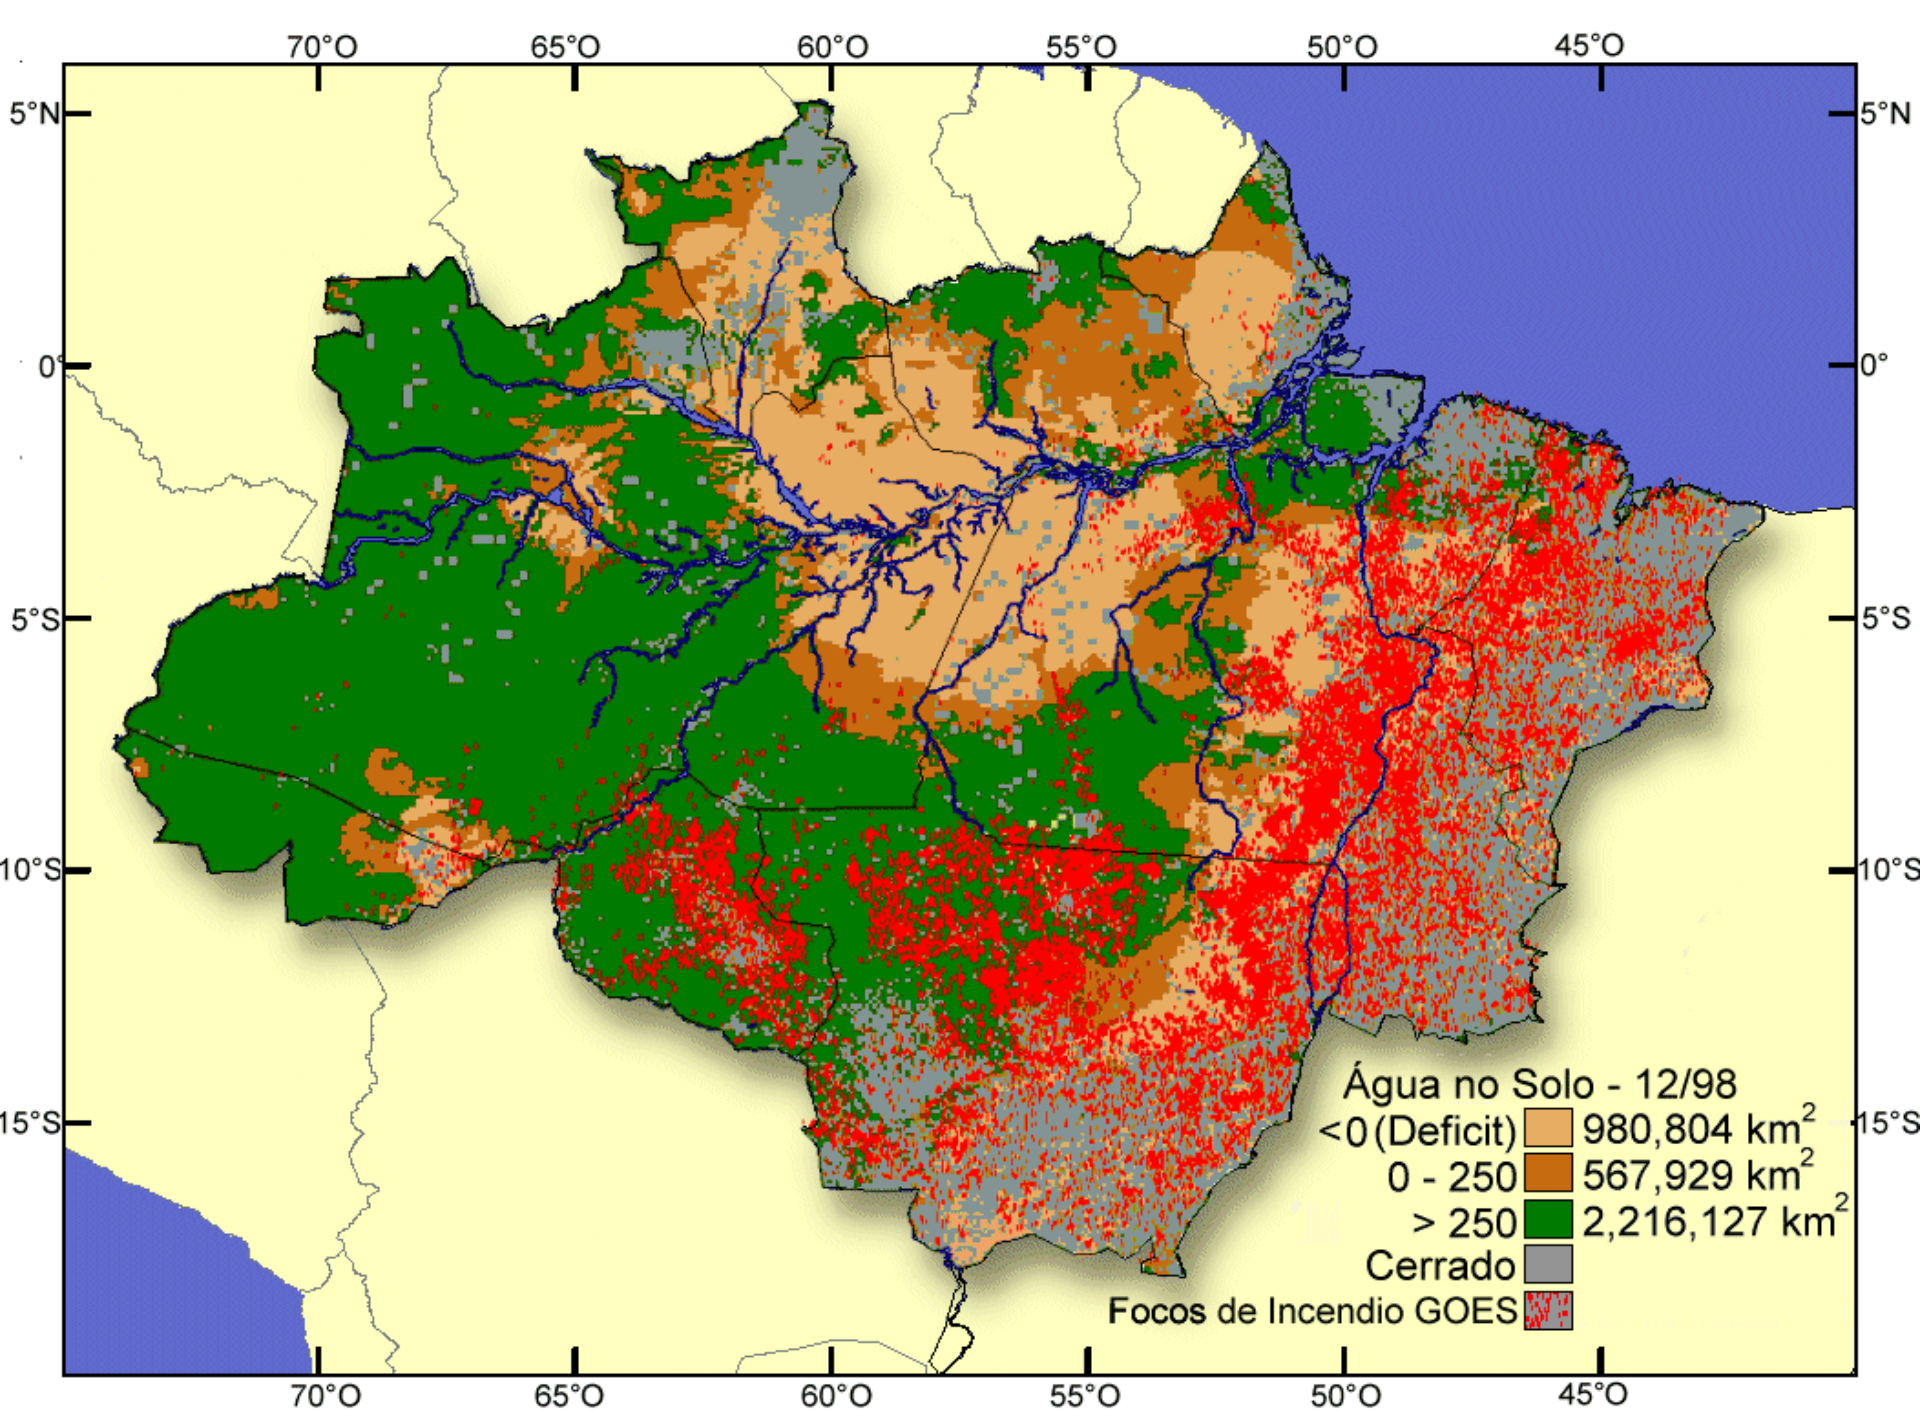 70°O 65°O 60°O 55°O 50°O 45°O
5°N 5°N
0° 0°
5°S 5°S
10°S 10°S
15°S 15°S
Água no Solo - 12/98
<0 (Deficit) 980,804 km²
0 - 250 567,929 km²
> 250 2,216,127 km²
Cerrado
Focos de Incendio GOES
70°O 65°O 60°O 55°O 50°O 45°O